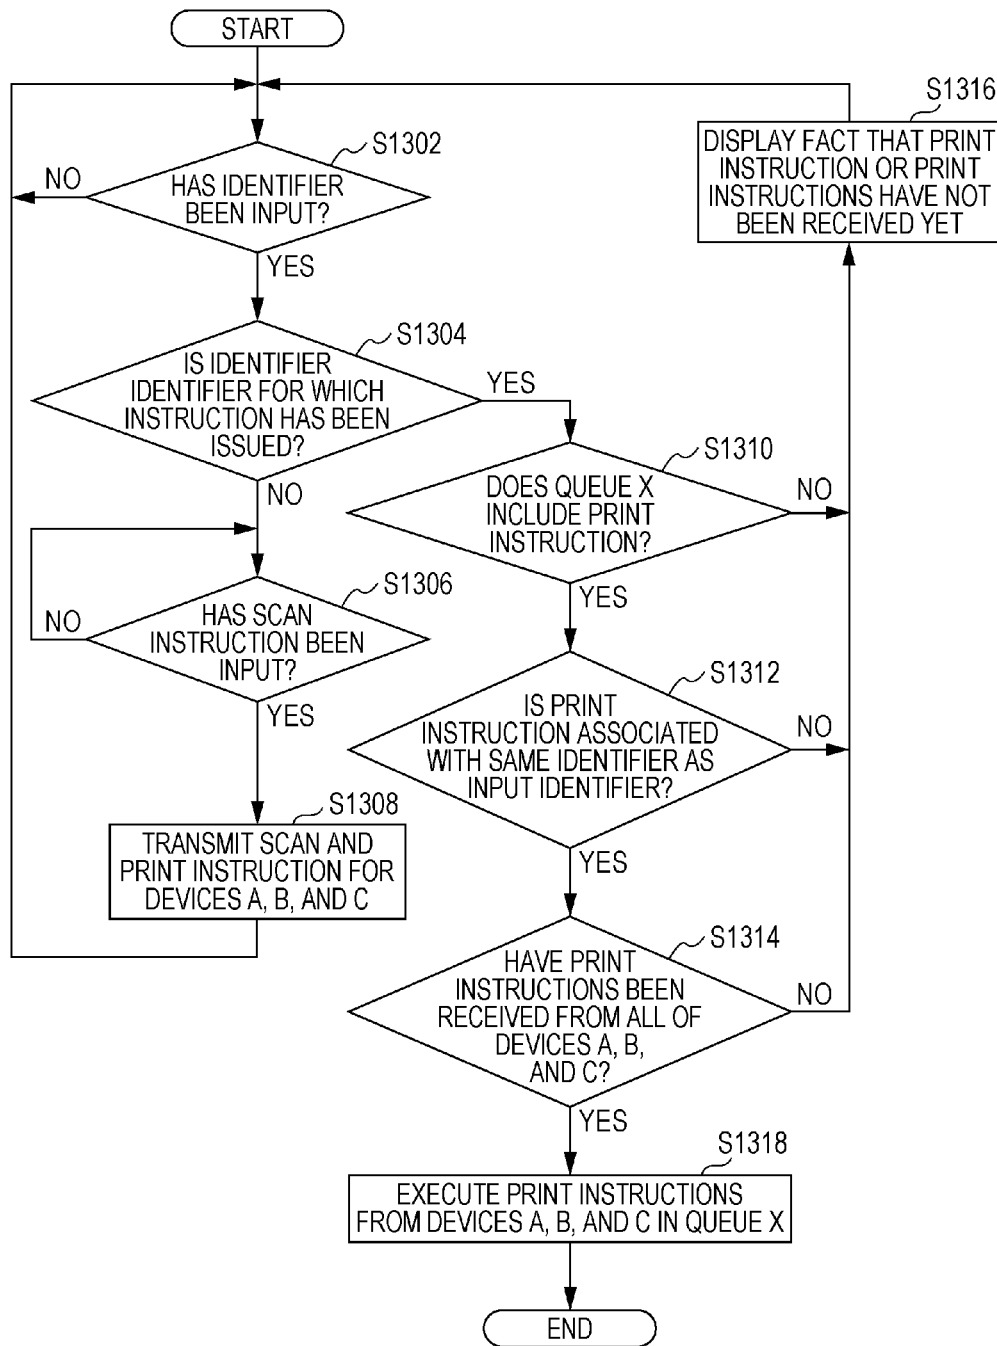 START
S1302
HAS IDENTIFIER
BEEN INPUT?
NO
YES
S1304
IS IDENTIFIER
IDENTIFIER FOR WHICH
INSTRUCTION HAS BEEN
ISSUED?
YES
NO
S1306
HAS SCAN
INSTRUCTION BEEN
INPUT?
NO
YES
S1308
TRANSMIT SCAN AND
PRINT INSTRUCTION FOR
DEVICES A, B, AND C
S1310
DOES QUEUE X
INCLUDE PRINT
INSTRUCTION?
NO
YES
S1312
IS PRINT
INSTRUCTION ASSOCIATED
WITH SAME IDENTIFIER AS
INPUT IDENTIFIER?
NO
YES
S1314
HAVE PRINT
INSTRUCTIONS BEEN
RECEIVED FROM ALL OF
DEVICES A, B,
AND C?
NO
YES
S1316
DISPLAY FACT THAT PRINT
INSTRUCTION OR PRINT
INSTRUCTIONS HAVE NOT
BEEN RECEIVED YET
S1318
EXECUTE PRINT INSTRUCTIONS
FROM DEVICES A, B, AND C IN QUEUE X
END